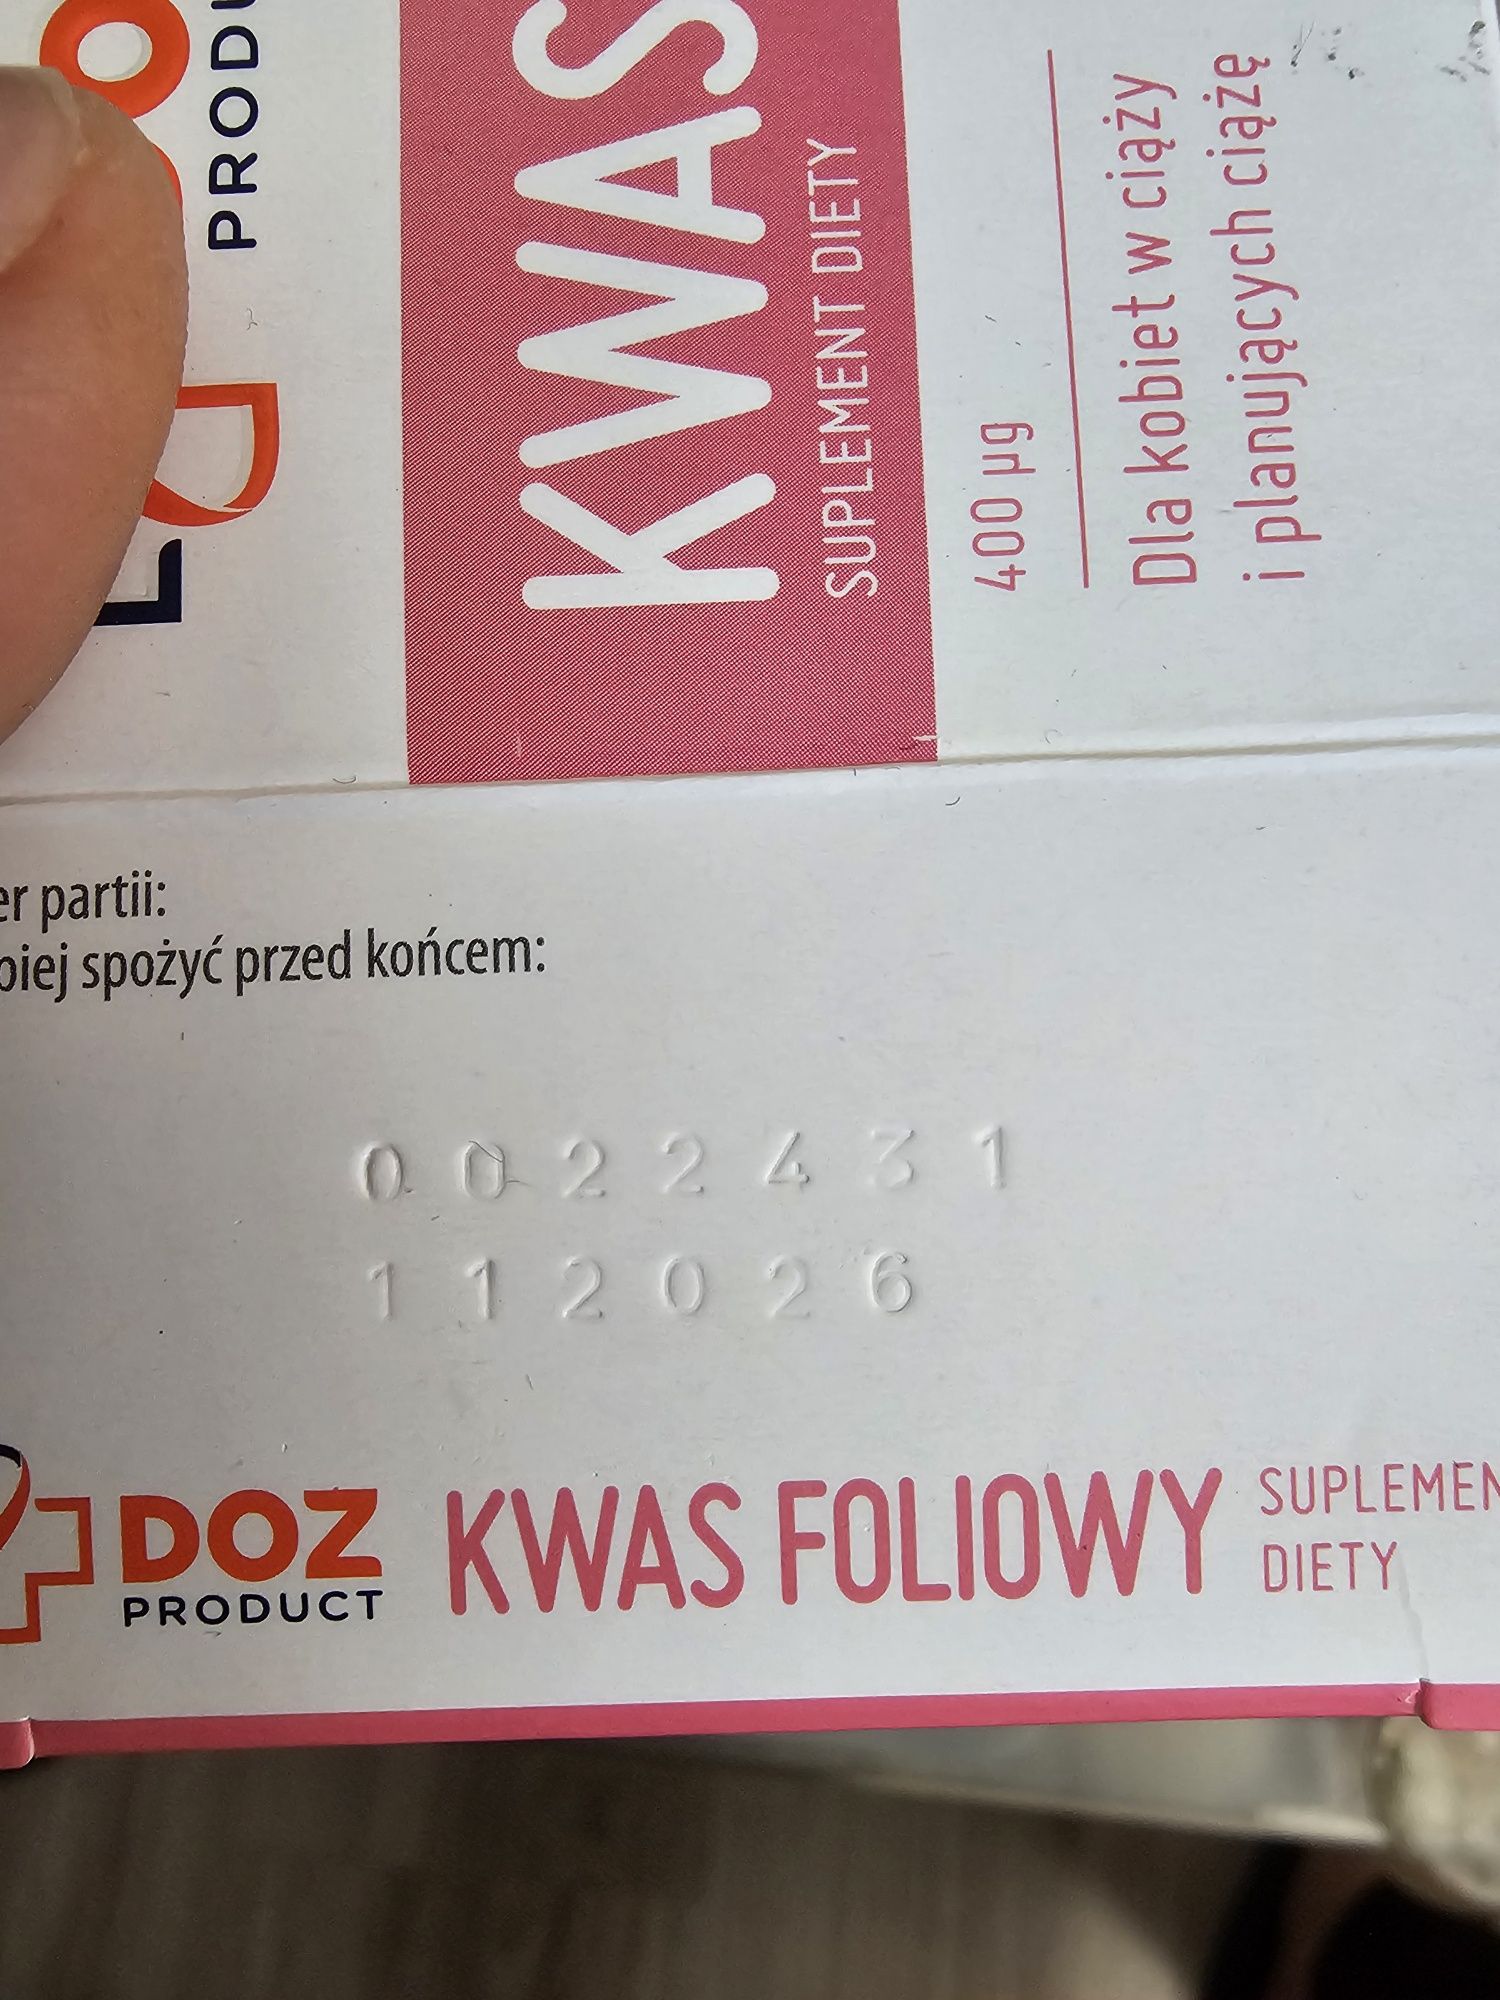 PRODU
KWAS
SUPLEMENT DIETY
400 µg
Dla kobiet w ciąży
i planujących ciążę
er partii:
piej spożyć przed końcem:
0022431
112026
DOZ
PRODUCT
KWAS FOLIOWY
SUPLEMEN
DIETY